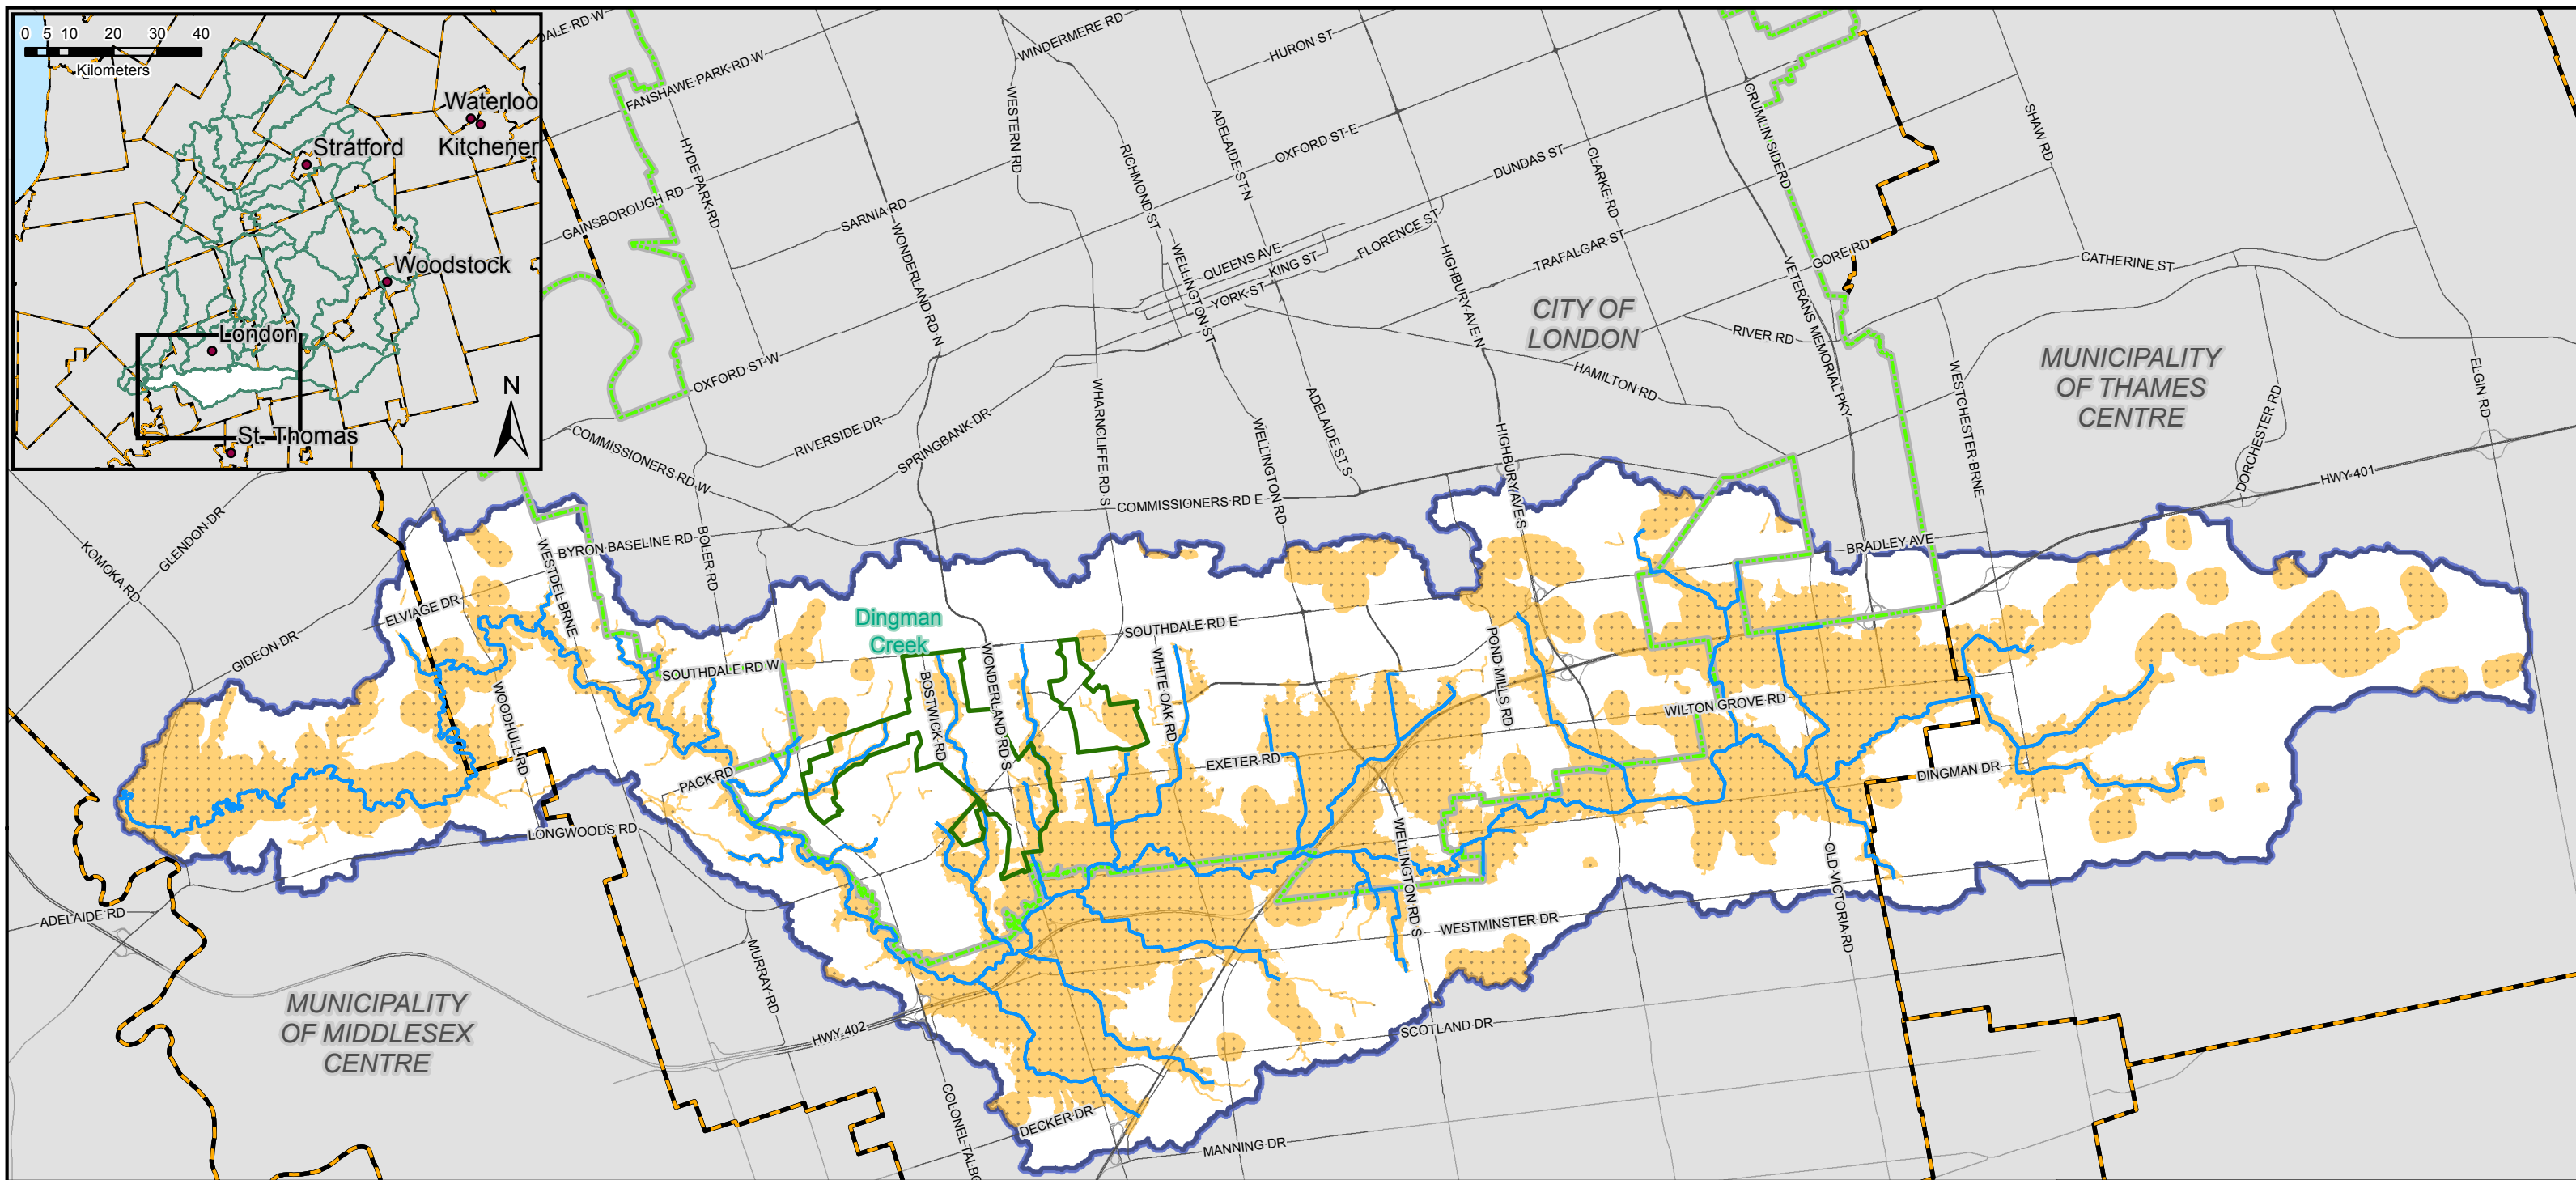 0 5 10 20 30 40
Kilometers
Waterloo
Kitchener
Stratford
Woodstock
London
St. Thomas
N
DALE RD W
FANSHAWE PARK RD W
WINDERMERE RD
HURON ST
WESTERN RD
HYDE PARK RD
GAINSBOROUGH RD
SARNIA RD
WONDERLAND RD N
RICHMOND ST
ADELAIDE ST N
OXFORD ST E
DUNDAS ST
CLARKE RD
CRUMLIN SIDERD
SHAW RD
QUEENS AVE
KING ST
YORK ST
FLORENCE ST
WELLINGTON ST
HIGHBURY AVE N
TRAFALGAR ST
GORE RD
CATHERINE ST
VETERANS MEMORIAL PKY
CITY OF
LONDON
RIVER RD
HAMILTON RD
MUNICIPALITY
OF THAMES
CENTRE
WESTCHESTER BRNE
DORCHESTER RD
ELGIN RD
HWY 401
OXFORD ST W
RIVERSIDE DR
SPRINGBANK DR
COMMISSIONERS RD W
WHARNCLIFFE RD S
WELLINGTON RD
ADELAIDE ST S
HIGHBURY AVE S
COMMISSIONERS RD E
GLENDON DR
KOMOKA RD
GIDEON DR
ELVIAGE DR
WESTDEL BRNE
BYRON BASELINE RD
BOLER RD
BRADLEY AVE
Dingman
Creek
SOUTHDALE RD E
SOUTHDALE RD W
BOSTWICK RD
WONDERLAND RD S
WHITE OAK RD
POND MILLS RD
WILTON GROVE RD
WOODHULL RD
PACK RD
EXETER RD
DINGMAN DR
LONGWOODS RD
WELLINGTON RD S
OLD VICTORIA RD
ADELAIDE RD
WESTMINSTER DR
MURRAY RD
MUNICIPALITY
OF MIDDLESEX
CENTRE
HWY 402
SCOTLAND DR
COLONEL TALBO
DECKER DR
MANNING DR